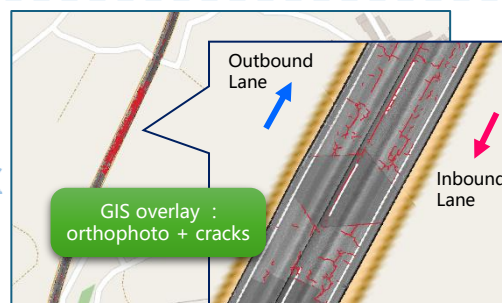 Outbound
Lane
Inbound
Lane
GIS overlay :
orthophoto + cracks